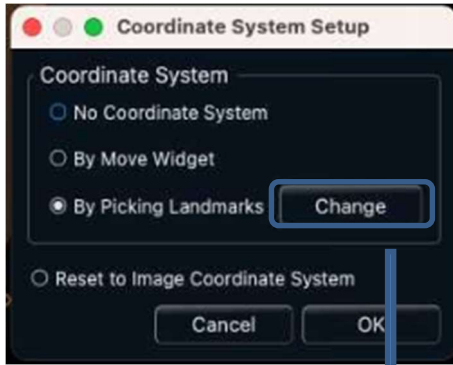 Coordinate System Setup
Coordinate System
No Coordinate System
By Move Widget
By Picking Landmarks Change
Reset to Image Coordinate System
Cancel OK